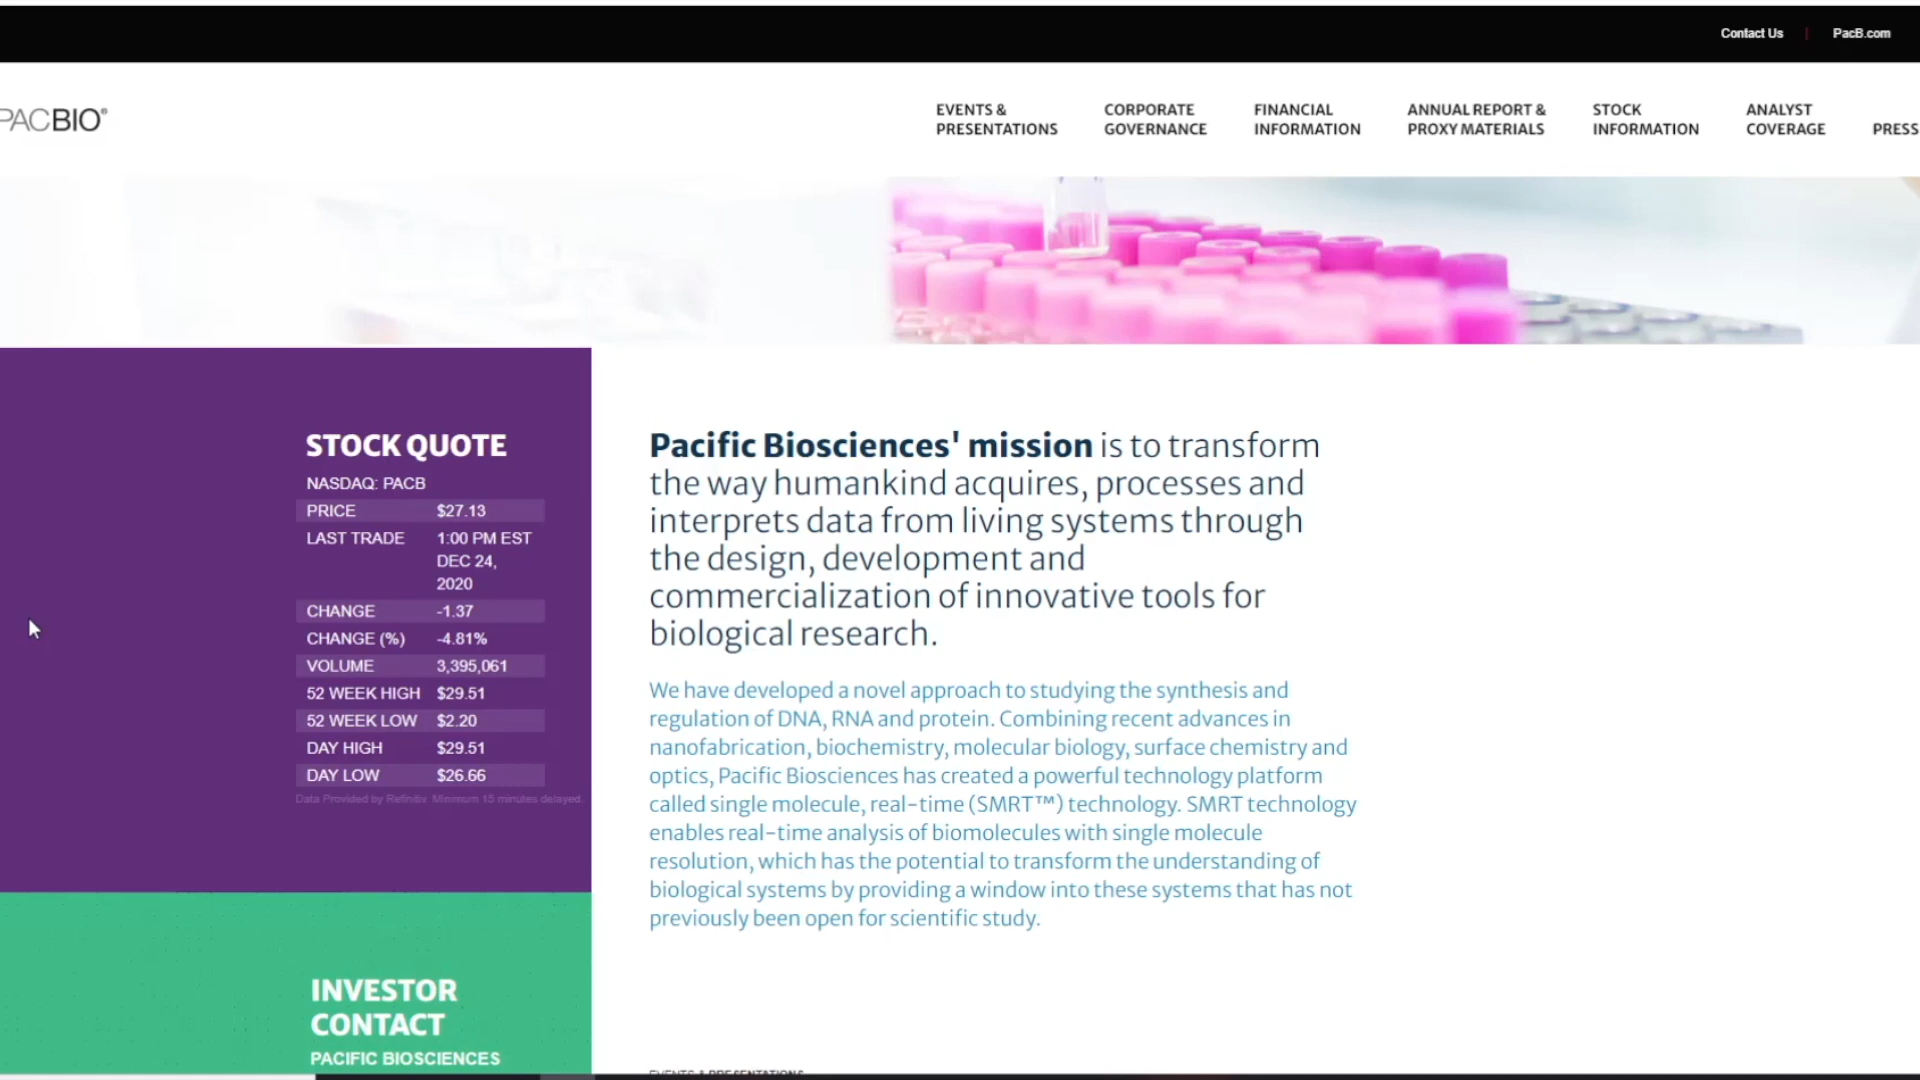 Contact Us | PacB.com
PACBIO®
EVENTS &
PRESENTATIONS
CORPORATE
GOVERNANCE
FINANCIAL
INFORMATION
ANNUAL REPORT &
PROXY MATERIALS
STOCK
INFORMATION
ANALYST
COVERAGE
PRESS
STOCK QUOTE
NASDAQ: PACB
PRICE $27.13
LAST TRADE 1:00 PM EST
DEC 24,
2020
CHANGE -1.37
CHANGE (%) -4.81%
VOLUME 3,395,061
52 WEEK HIGH $29.51
52 WEEK LOW $2.20
DAY HIGH $29.51
DAY LOW $26.66
Data Provided by Refinitiv Minimum 15 minutes delayed.
INVESTOR
CONTACT
PACIFIC BIOSCIENCES
Pacific Biosciences' mission is to transform
the way humankind acquires, processes and
interprets data from living systems through
the design, development and
commercialization of innovative tools for
biological research.
We have developed a novel approach to studying the synthesis and
regulation of DNA, RNA and protein. Combining recent advances in
nanofabrication, biochemistry, molecular biology, surface chemistry and
optics, Pacific Biosciences has created a powerful technology platform
called single molecule, real-time (SMRT™) technology. SMRT technology
enables real-time analysis of biomolecules with single molecule
resolution, which has the potential to transform the understanding of
biological systems by providing a window into these systems that has not
previously been open for scientific study.
EVENTS & PRESENTATIONS